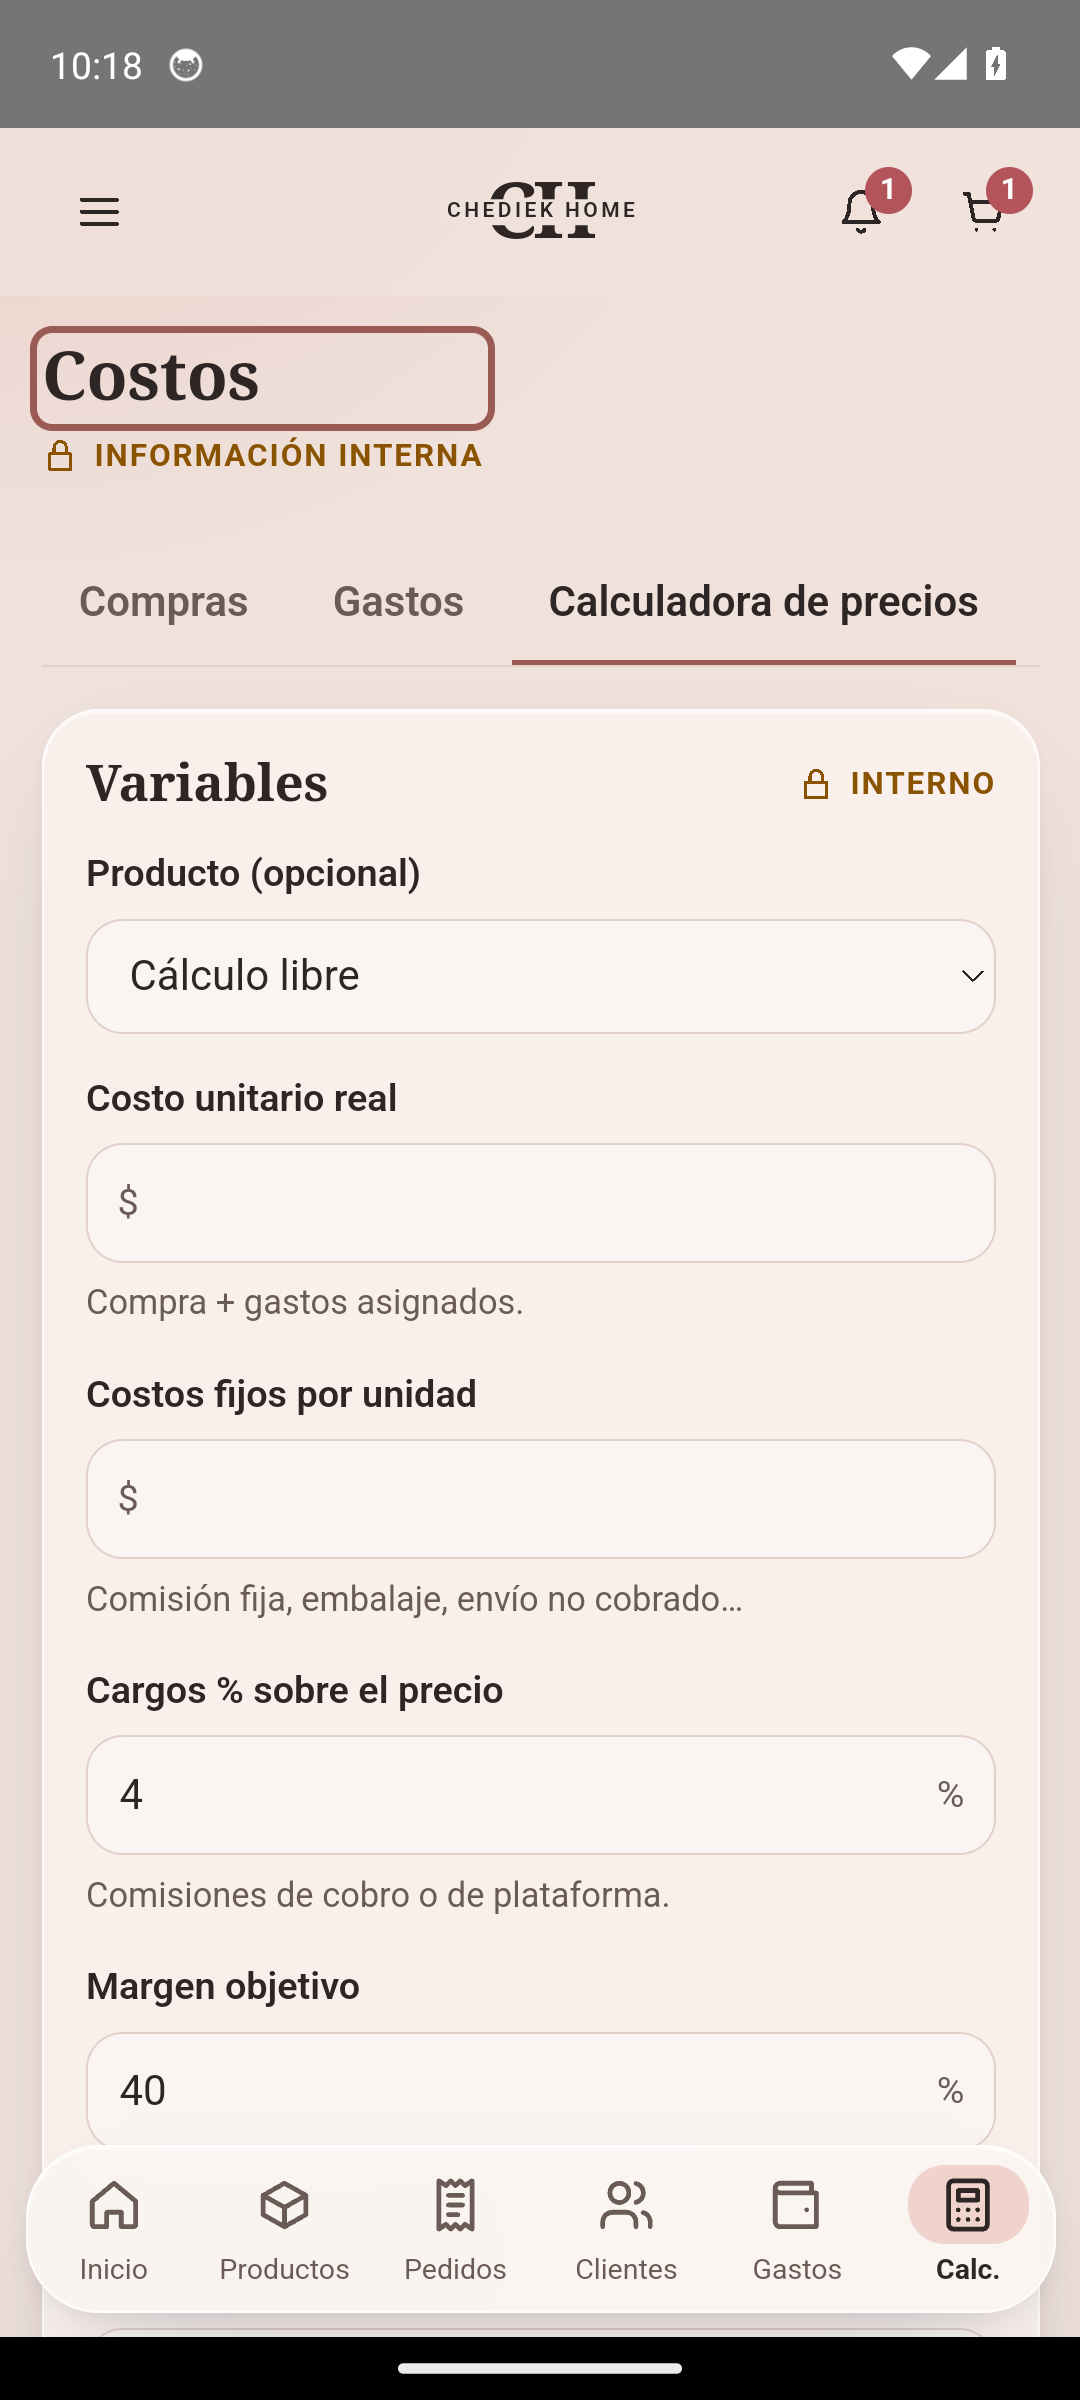 10:18
CH
CHEDIEK HOME
1
1
Costos
INFORMACIÓN INTERNA
Compras
Gastos
Calculadora de precios
Variables
INTERNO
Producto (opcional)
Cálculo libre
Costo unitario real
$
Compra + gastos asignados.
Costos fijos por unidad
$
Comisión fija, embalaje, envío no cobrado…
Cargos % sobre el precio
4 %
Comisiones de cobro o de plataforma.
Margen objetivo
40 %
Inicio
Productos
Pedidos
Clientes
Gastos
Calc.